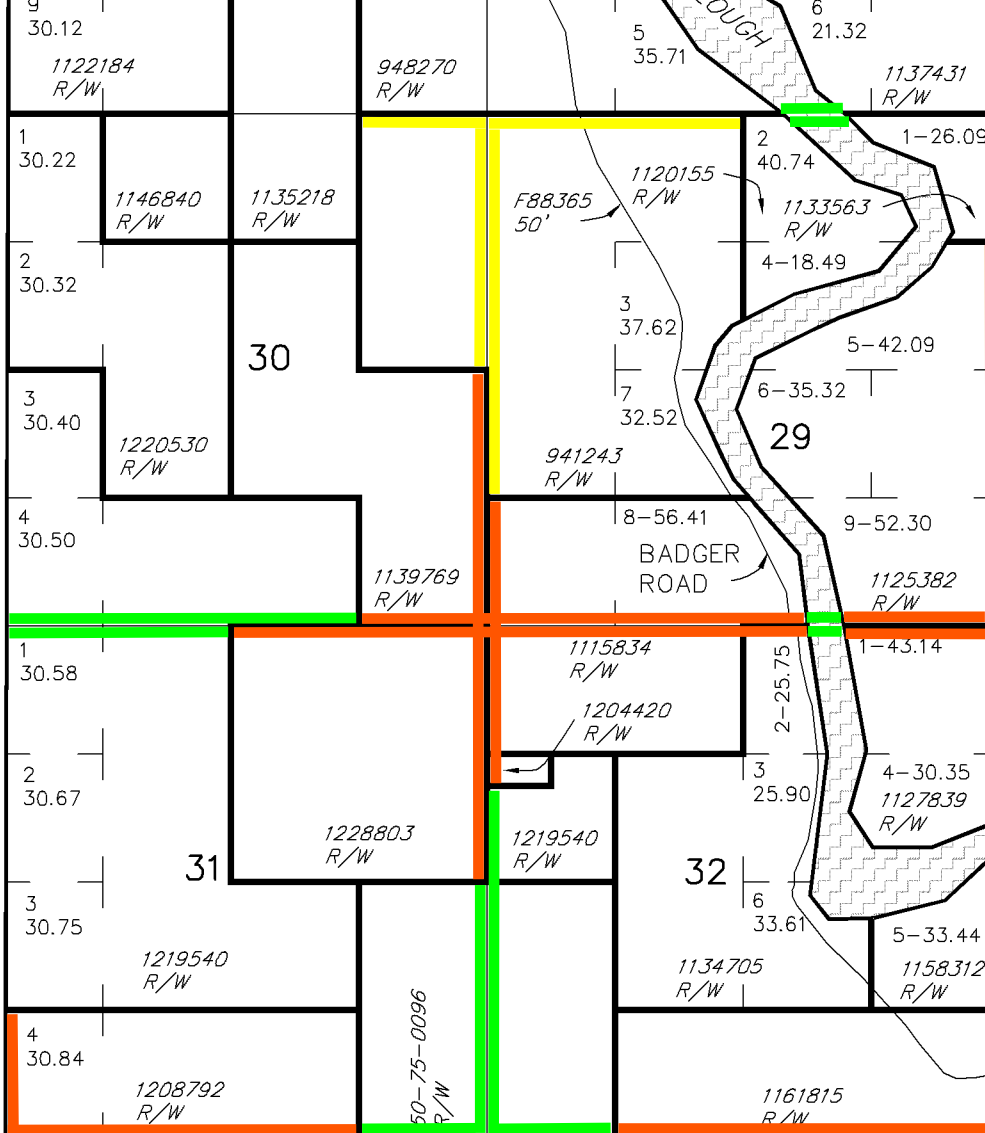 9
30.12
1122184
R/W
948270
R/W
5
35.71
LOUGH
6
21.32
1137431
R/W
1
30.22
1146840
R/W
1135218
R/W
F88365
50'
1120155
R/W
2
40.74
1-26.09
1133563
R/W
2
30.32
4-18.49
3
37.62
30
5-42.09
3
30.40
7
32.52
6-35.32
1220530
R/W
941243
R/W
29
4
30.50
8-56.41
9-52.30
BADGER
ROAD
1139769
R/W
1125382
R/W
1
30.58
1115834
R/W
2-25.75
1-43.14
1204420
R/W
2
30.67
3
25.90
4-30.35
1127839
R/W
1228803
R/W
1219540
R/W
31
32
3
30.75
6
33.61
5-33.44
1219540
R/W
1134705
R/W
1158312
R/W
4
30.84
50-75-0096
R/W
1208792
R/W
1161815
R/W